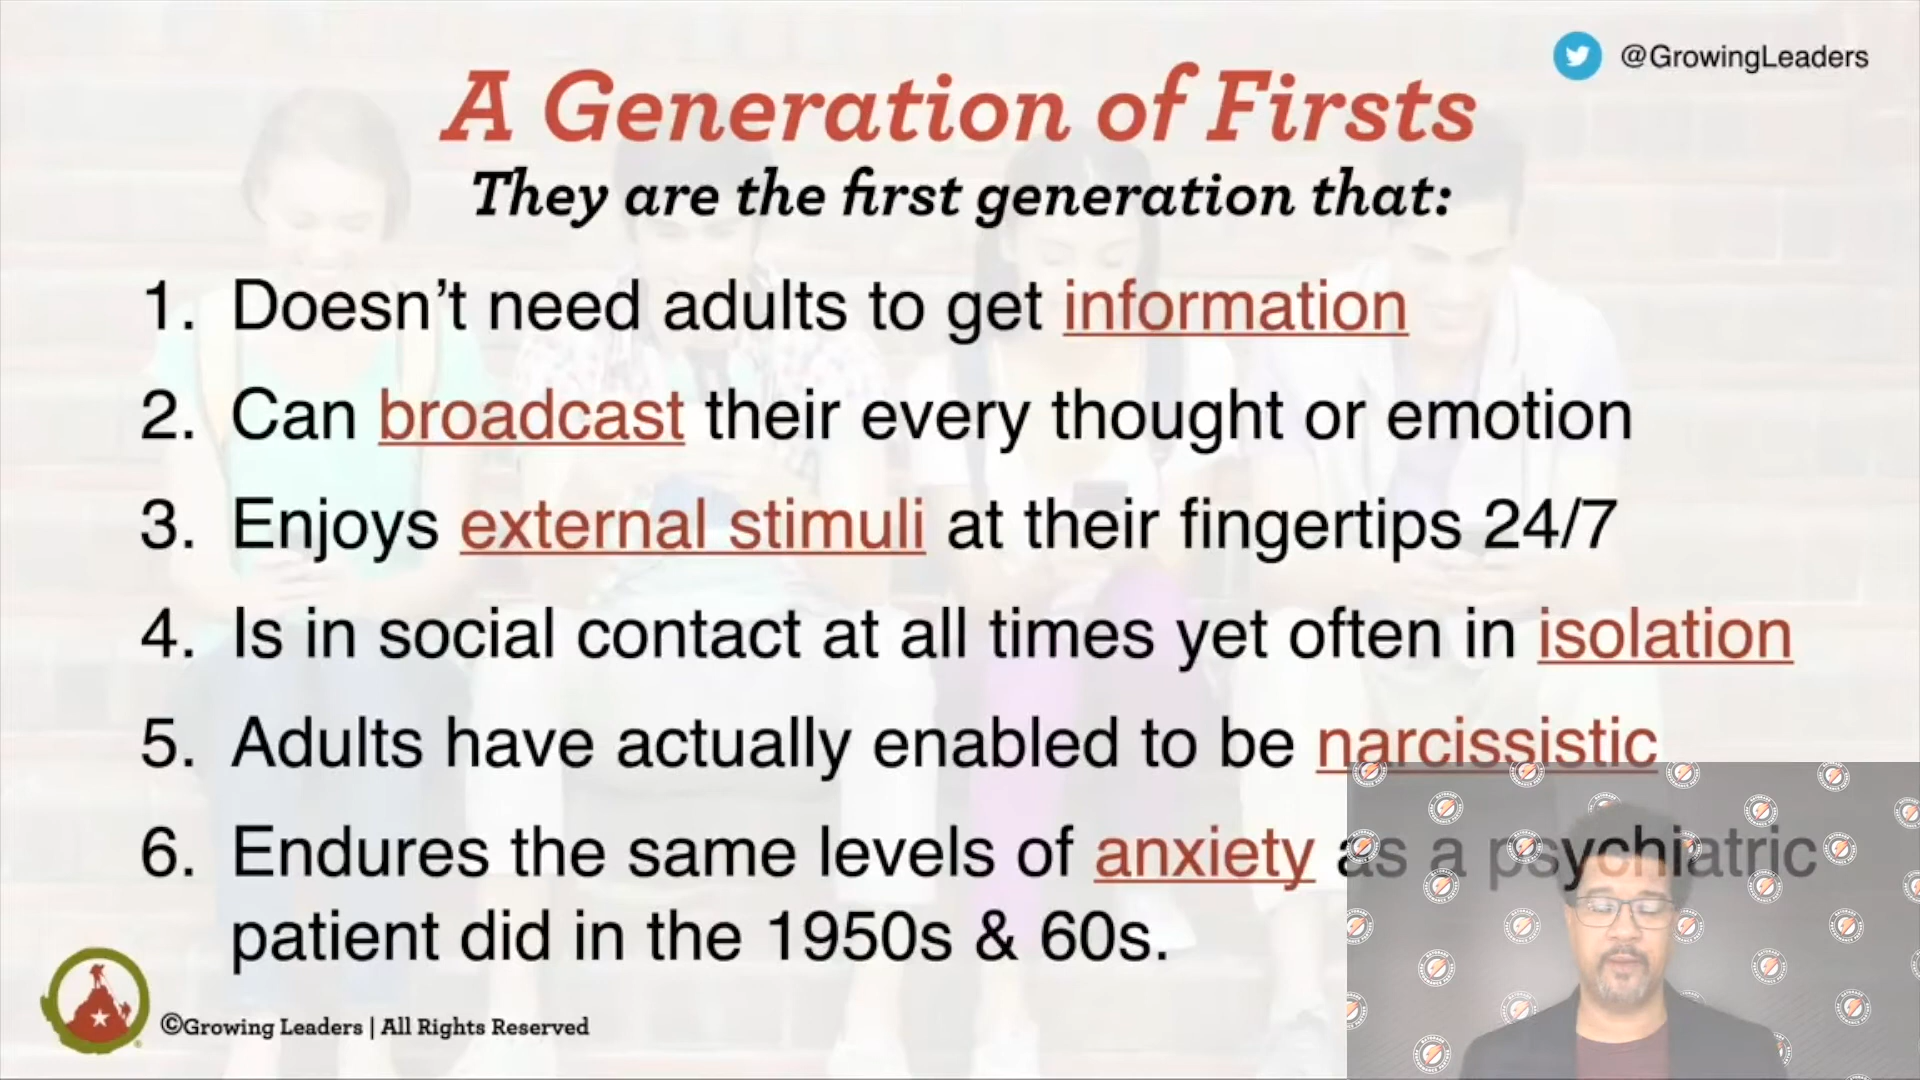 @GrowingLeaders
A Generation of Firsts
They are the first generation that:
1. Doesn't need adults to get information
2. Can broadcast their every thought or emotion
3. Enjoys external stimuli at their fingertips 24/7
4. Is in social contact at all times yet often in isolation
5. Adults have actually enabled to be narcissistic
6. Endures the same levels of anxiety as a psychiatric
patient did in the 1950s & 60s.
©Growing Leaders | All Rights Reserved